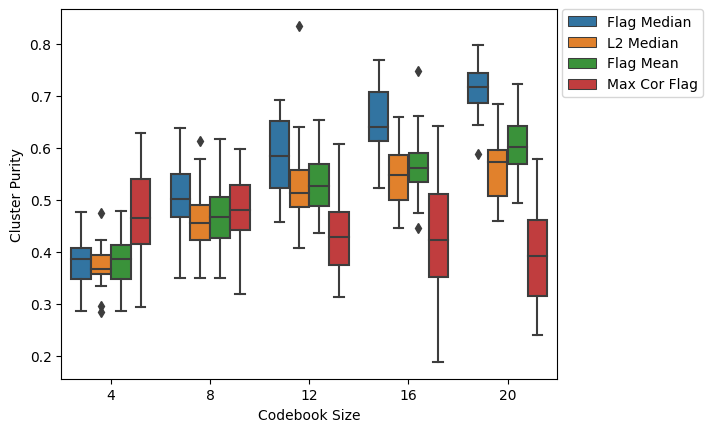 Flag Median
L2 Median
Flag Mean
Max Cor Flag
Cluster Purity
0.8
0.7
0.6
0.5
0.4
0.3
0.2
4 8 12 16 20
Codebook Size